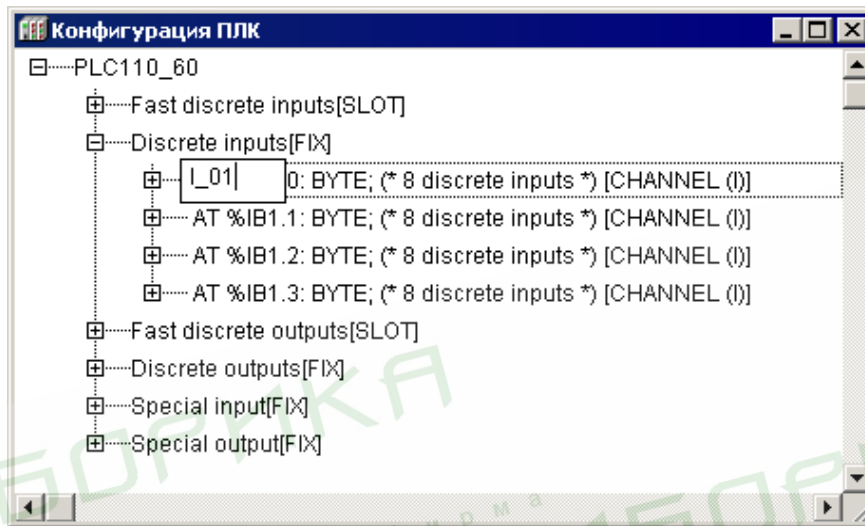 Конфигурация ПЛК
PLC110_60
Fast discrete inputs[SLOT]
Discrete inputs[FIX]
I_01 0: BYTE; (* 8 discrete inputs *) [CHANNEL (I)]
AT %IB1.1: BYTE; (* 8 discrete inputs *) [CHANNEL (I)]
AT %IB1.2: BYTE; (* 8 discrete inputs *) [CHANNEL (I)]
AT %IB1.3: BYTE; (* 8 discrete inputs *) [CHANNEL (I)]
Fast discrete outputs[SLOT]
Discrete outputs[FIX]
Special input[FIX]
Special output[FIX]